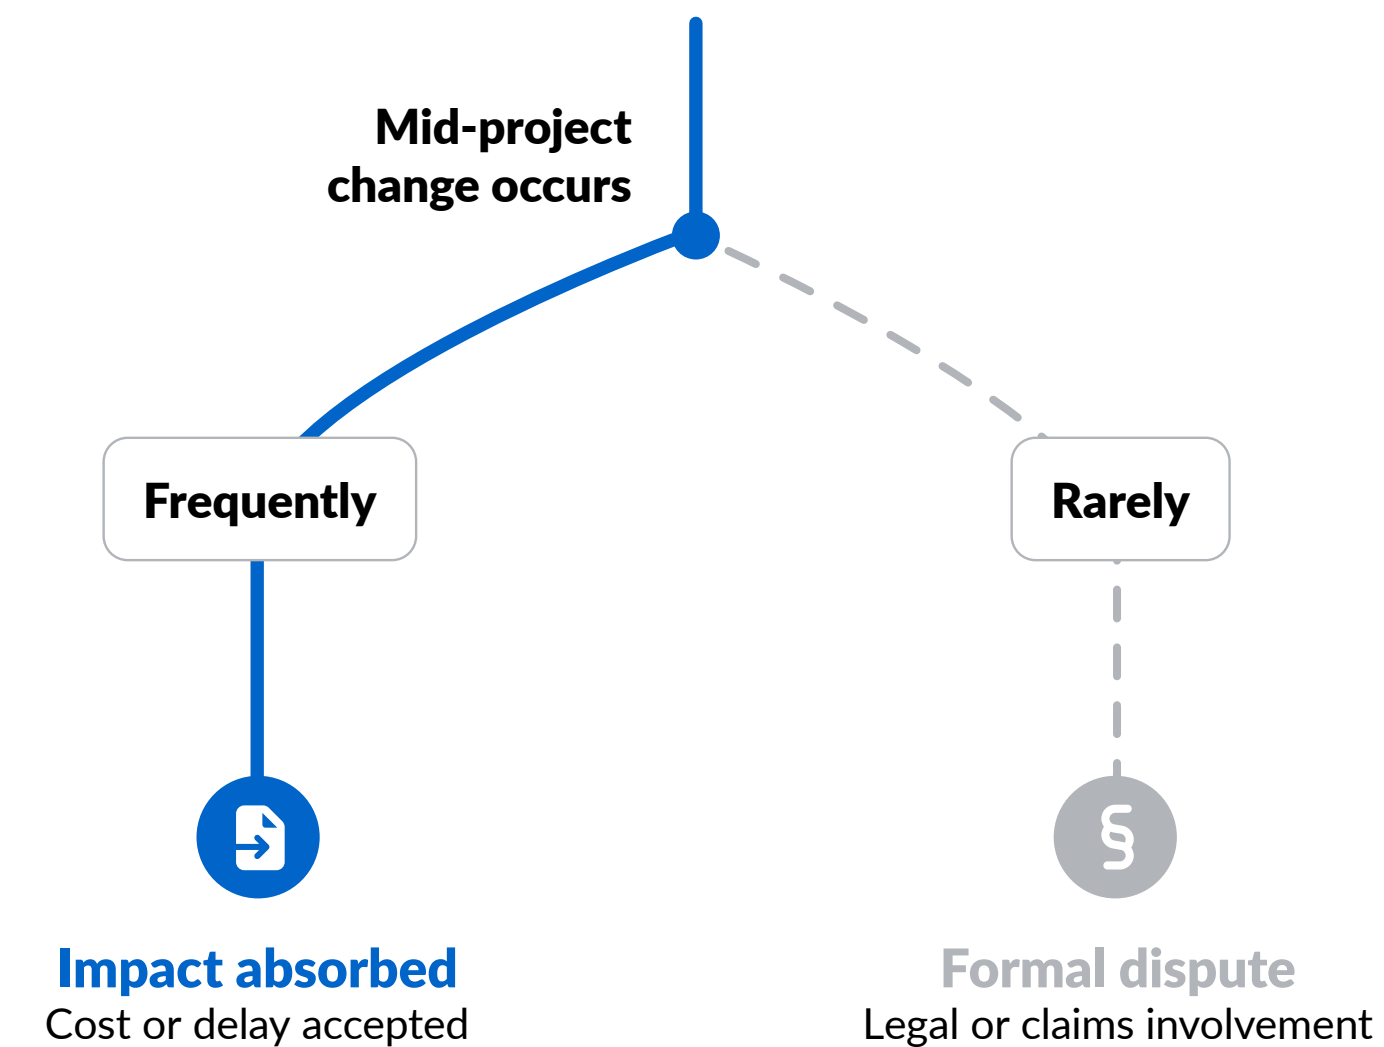 Mid-project
change occurs
Frequently
Rarely
§
Impact absorbed
Cost or delay accepted
Formal dispute
Legal or claims involvement